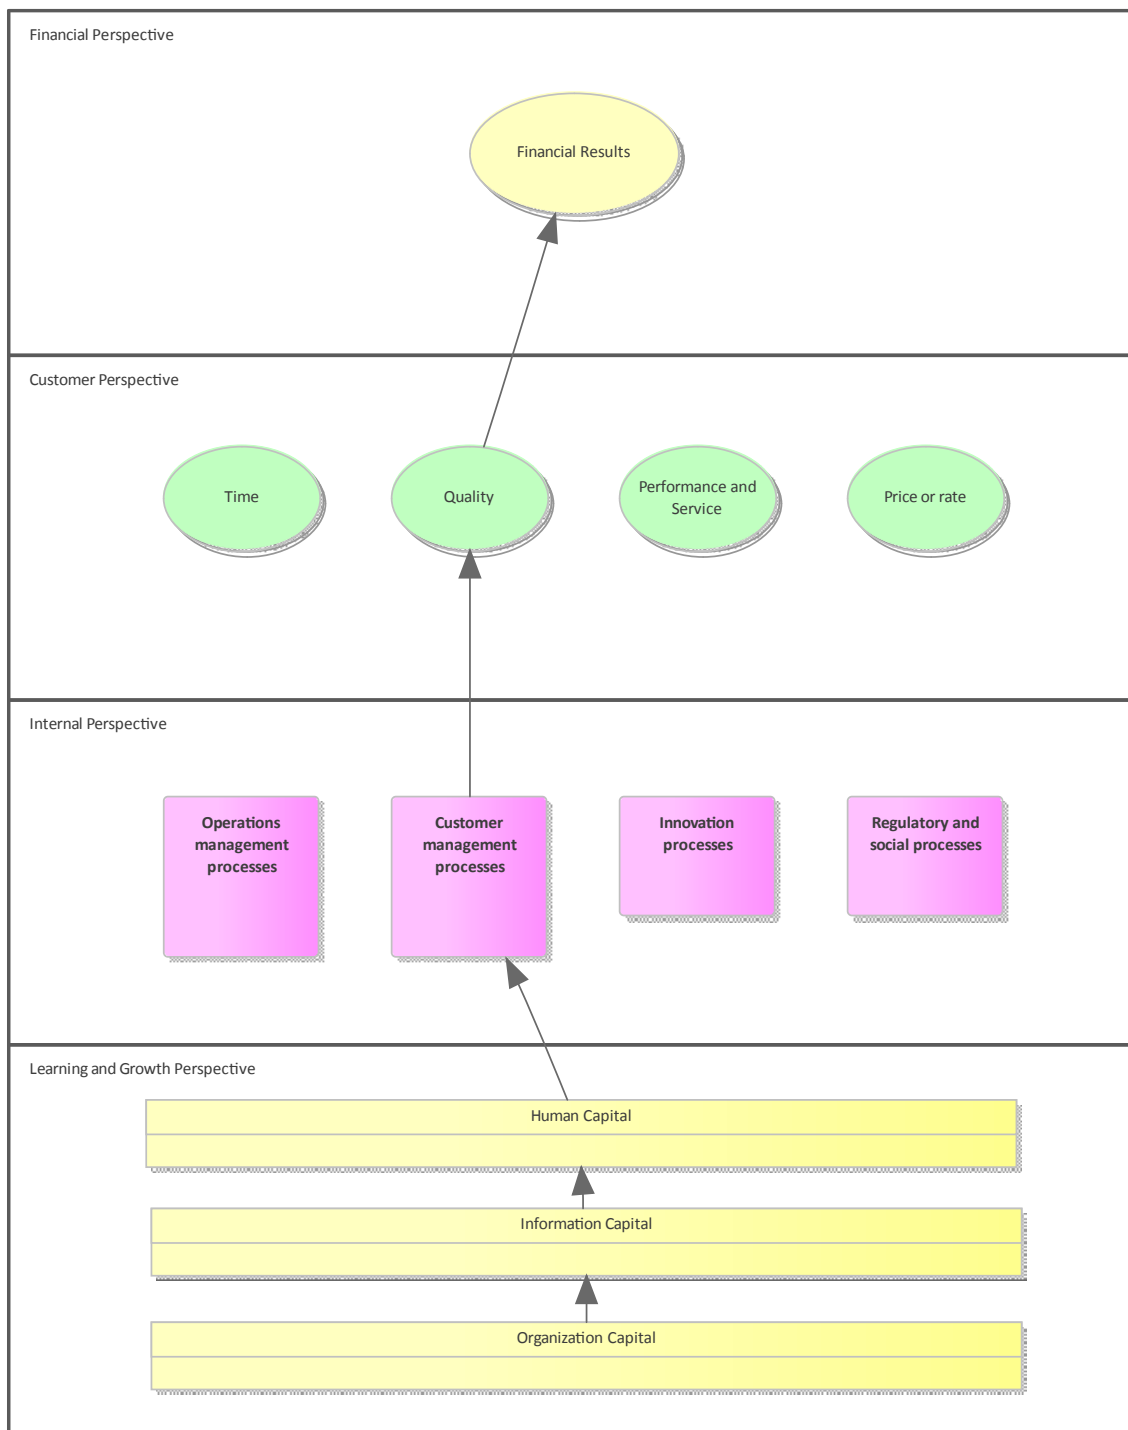 Financial Perspective
Financial Results
Customer Perspective
Time
Quality
Performance and
Service
Price or rate
Internal Perspective
Operations
management
processes
Customer
management
processes
Innovation
processes
Regulatory and
social processes
Learning and Growth Perspective
Human Capital
Information Capital
Organization Capital